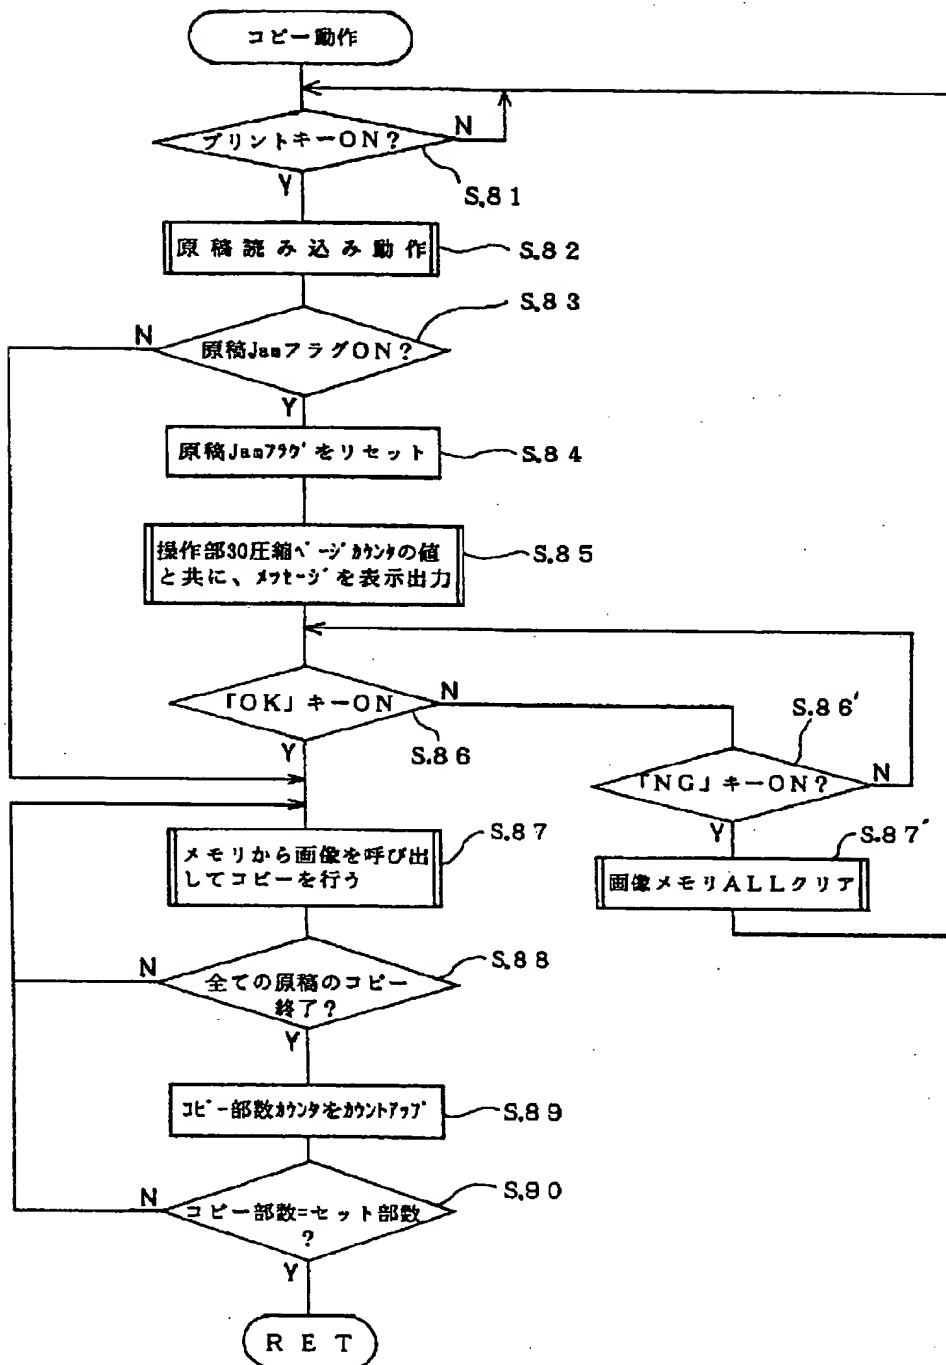 コピー動作
プリントキーON?
N
Y
S.81
原稿読み込み動作
S.82
S.83
N
原稿Jamフラグ ON?
Y
原稿Jamフラグをリセット
S.84
操作部30圧縮ページカウンタの値
と共に、メッセージを表示出力
S.85
「OK」キーON
N
S.86
Y
S.86'
「NG」キーON?
N
Y
S.87'
画像メモリALLクリア
メモリから画像を呼び出
してコピーを行う
S.87
S.88
N
全ての原稿のコピー
終了?
Y
コピー部数カウンタをカウントアップ
S.89
S.90
N
コピー部数=セット部数
?
Y
RET